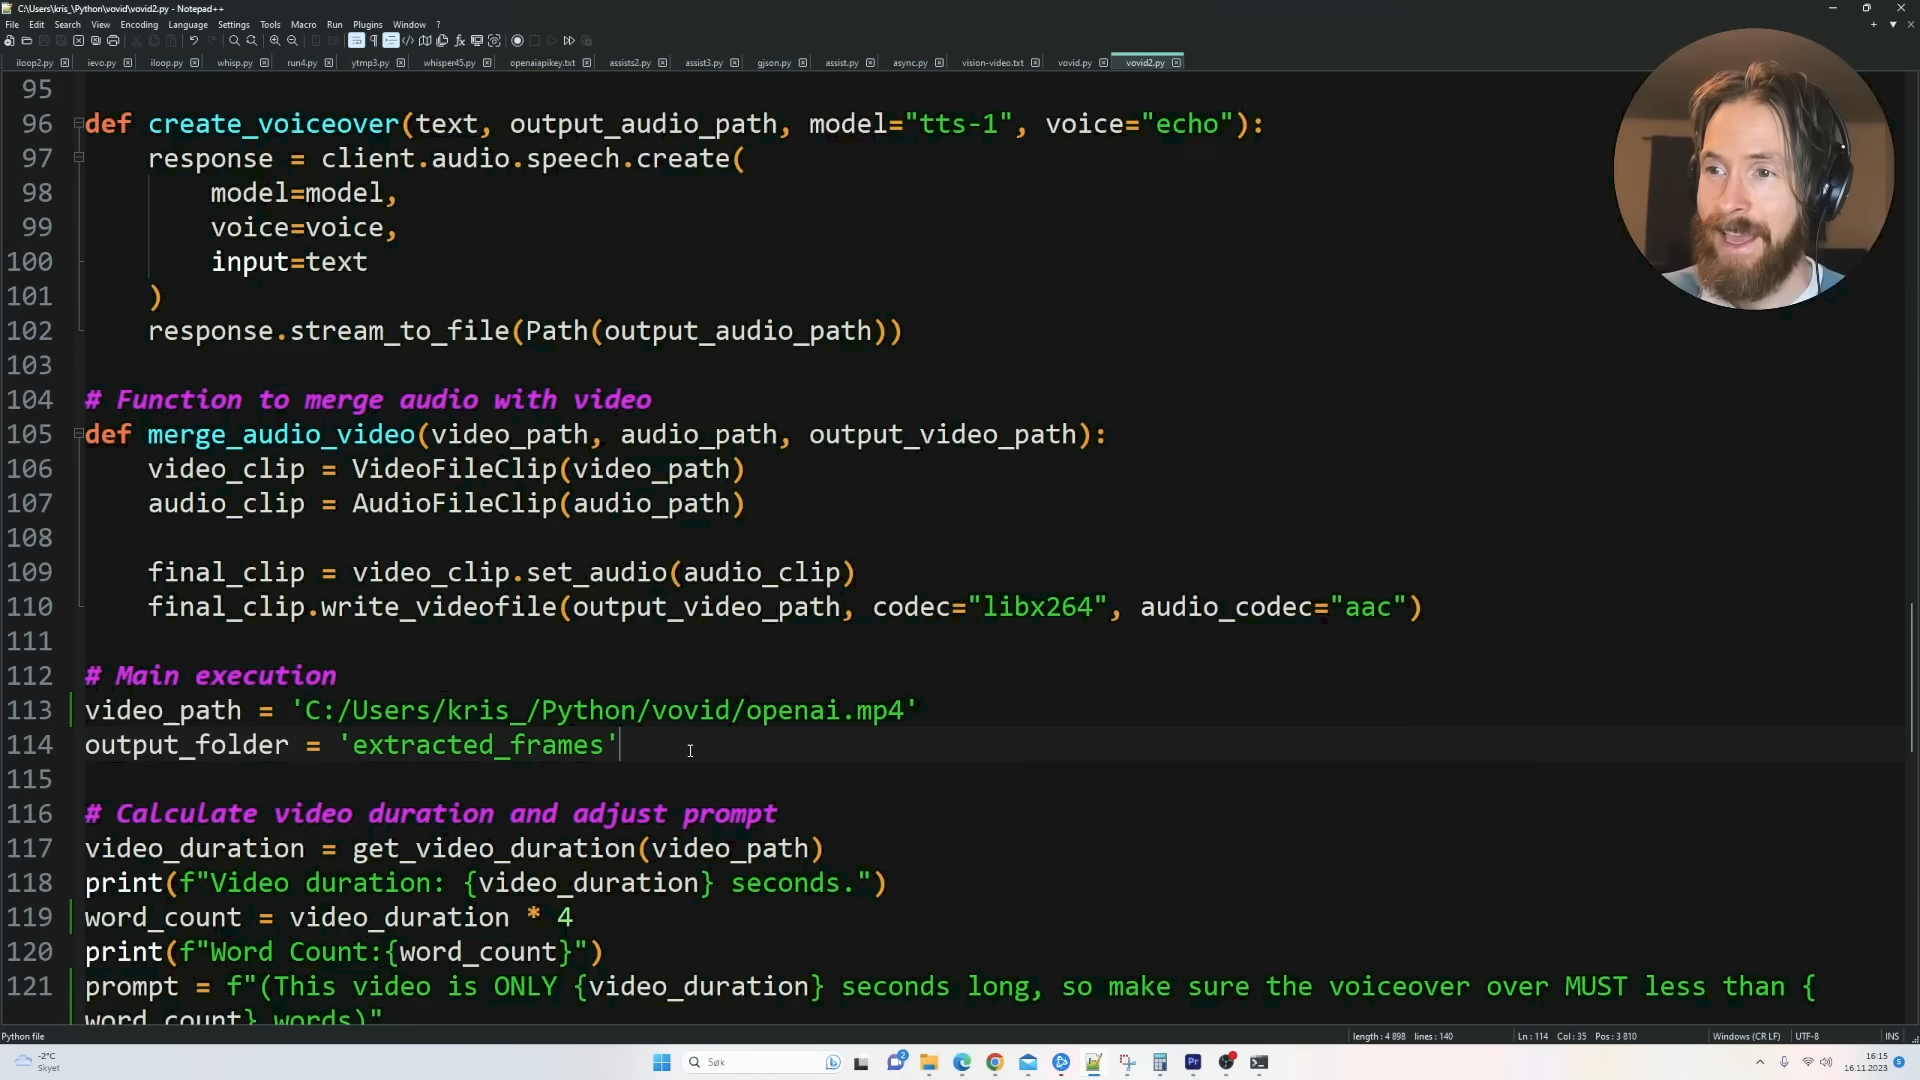 C:\Users\kris_\Python\vovid\vovid2.py - Notepad++
File Edit Search View Encoding Language Settings Tools Macro Run Plugins Window ?
iloop2.py ievo.py iloop.py whisp.py run4.py ytmp3.py whisper45.py openaiapikey.txt assists2.py assist3.py gjson.py assist.py async.py vision-video.txt vovid.py vovid2.py
95
96 def create_voiceover(text, output_audio_path, model="tts-1", voice="echo"):
97 response = client.audio.speech.create(
98 model=model,
99 voice=voice,
100 input=text
101 )
102 response.stream_to_file(Path(output_audio_path))
103
104 # Function to merge audio with video
105 def merge_audio_video(video_path, audio_path, output_video_path):
106 video_clip = VideoFileClip(video_path)
107 audio_clip = AudioFileClip(audio_path)
108
109 final_clip = video_clip.set_audio(audio_clip)
110 final_clip.write_videofile(output_video_path, codec="libx264", audio_codec="aac")
111
112 # Main execution
113 video_path = 'C:/Users/kris_/Python/vovid/openai.mp4'
114 output_folder = 'extracted_frames'
115
116 # Calculate video duration and adjust prompt
117 video_duration = get_video_duration(video_path)
118 print(f"Video duration: {video_duration} seconds.")
119 word_count = video_duration * 4
120 print(f"Word Count:{word_count}")
121 prompt = f"(This video is ONLY {video_duration} seconds long, so make sure the voiceover over MUST less than {
word_count} words)"
Python file length : 4 898 lines : 140 Ln : 114 Col : 35 Pos : 3 810 Windows (CR LF) UTF-8 INS
-2°C
Skyet
Søk
2
Pr
16:15
16.11.2023
5